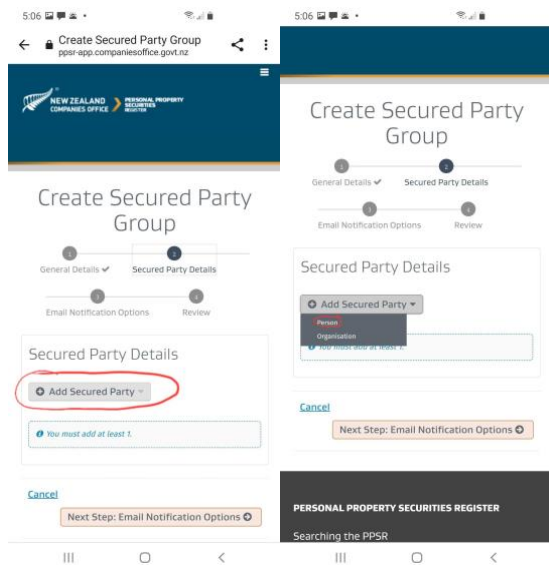 5:06
Create Secured Party Group
ppsr-app.companiesoffice.govt.nz
NEW ZEALAND
COMPANIES OFFICE
PERSONAL PROPERTY
SECURITIES
REGISTER
Create Secured Party
Group
1
2
General Details
Secured Party Details
3
4
Email Notification Options
Review
Secured Party Details
Add Secured Party
You must add at least 1.
Cancel
Next Step: Email Notification Options
5:06
Create Secured Party
Group
1
2
General Details
Secured Party Details
3
4
Email Notification Options
Review
Secured Party Details
Add Secured Party
Person
Organisation
You must add at least 1.
Cancel
Next Step: Email Notification Options
PERSONAL PROPERTY SECURITIES REGISTER
Searching the PPSR